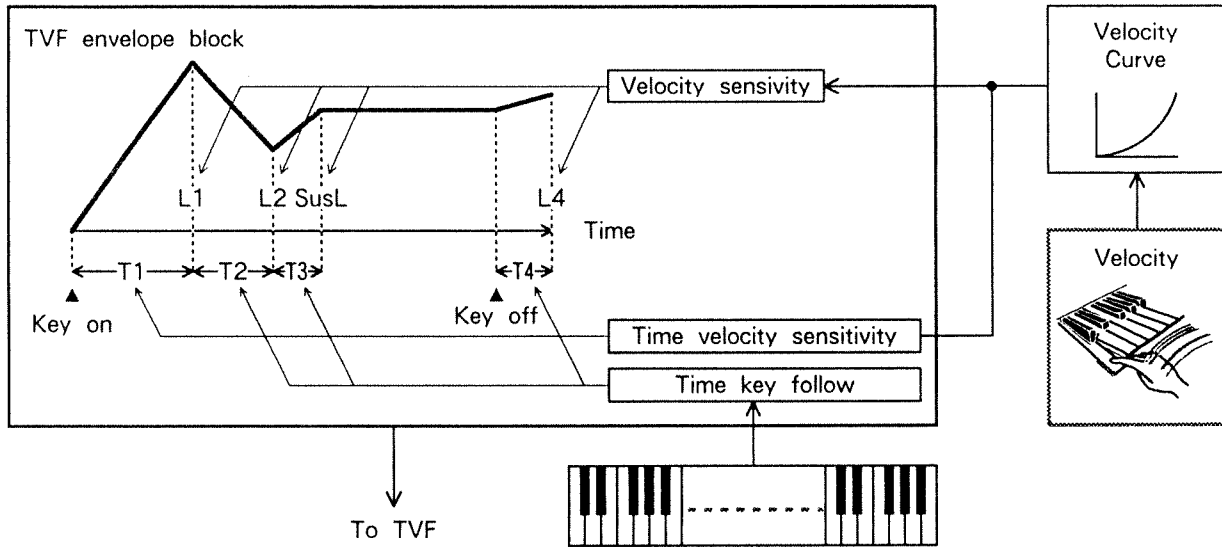 TVF envelope block
Velocity sensivity
Velocity
Curve
L1 L2 SusL L4
Time
T1 T2 T3 T4
Key on Key off
Velocity
Time velocity sensitivity
Time key follow
To TVF